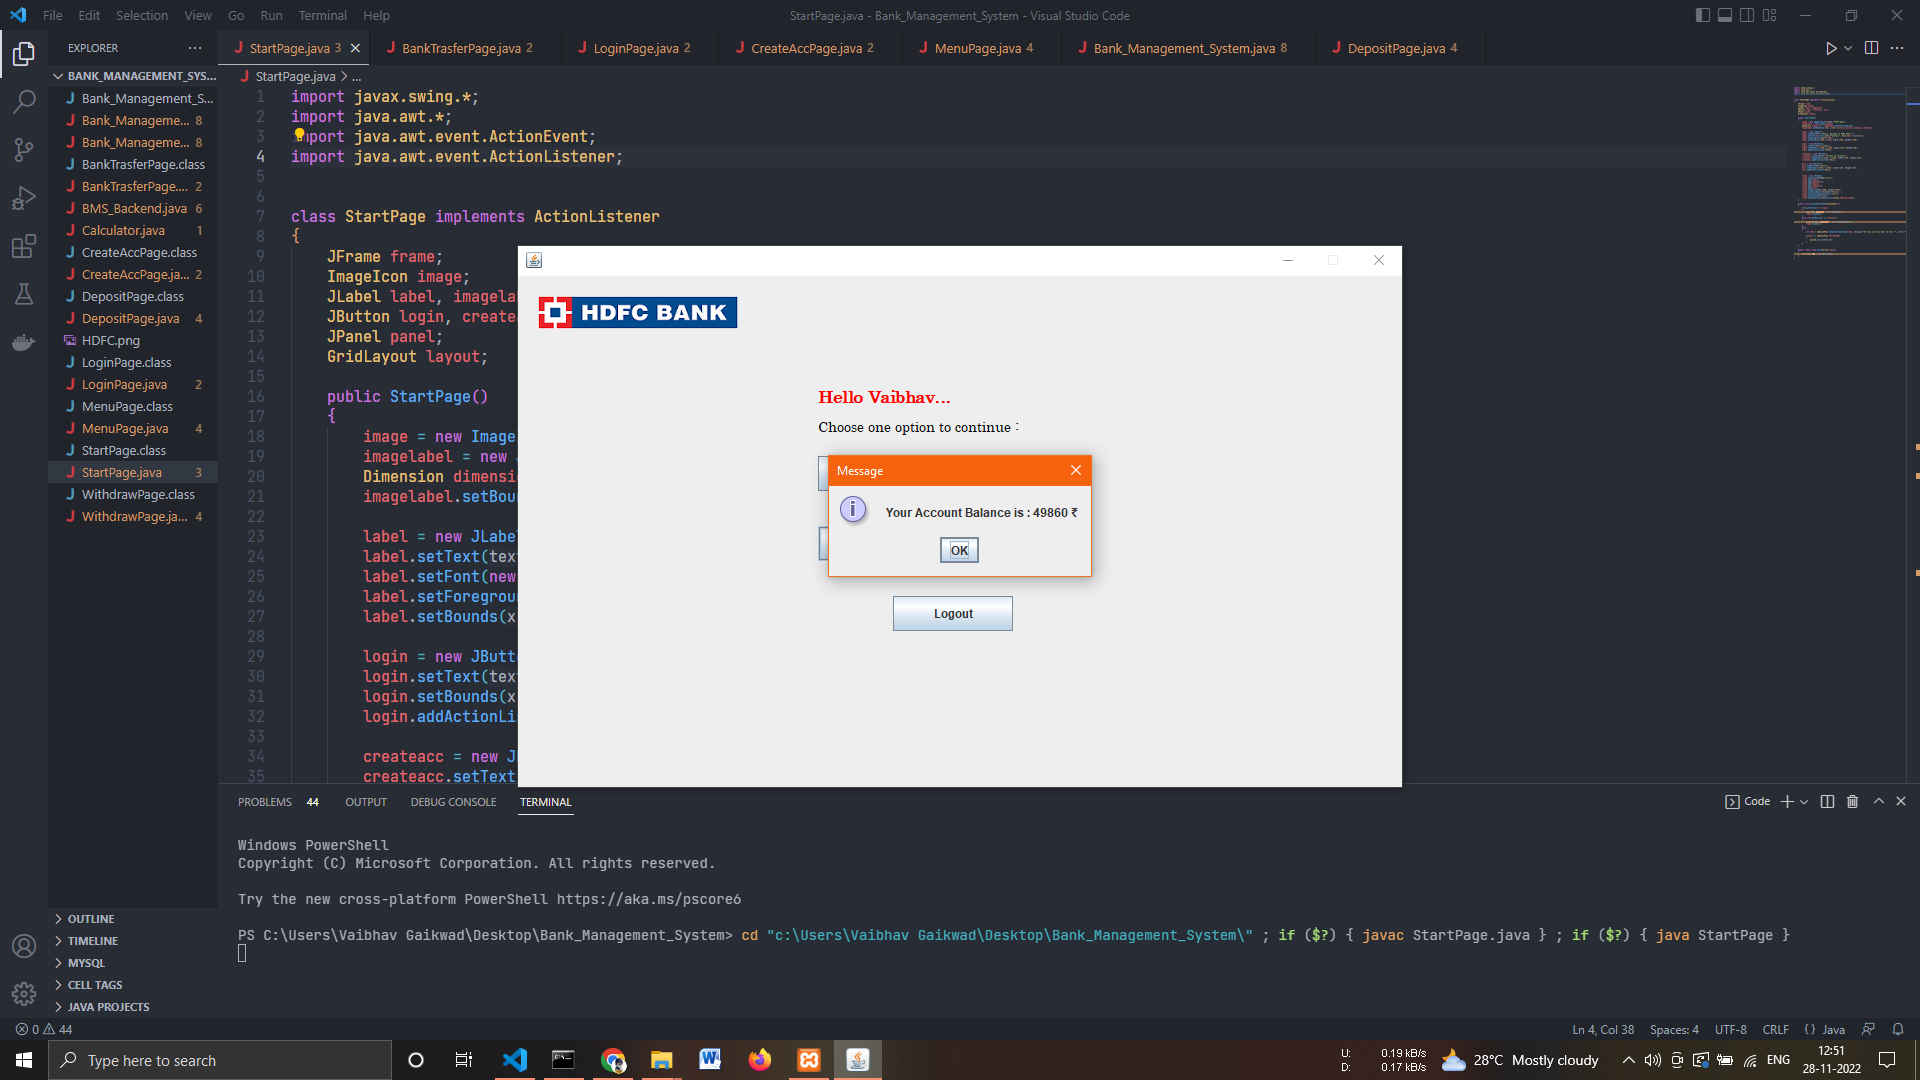 File Edit Selection View Go Run Terminal Help
StartPage.java - Bank_Management_System - Visual Studio Code
EXPLORER
StartPage.java 3
BankTrasferPage.java 2
LoginPage.java 2
CreateAccPage.java 2
MenuPage.java 4
Bank_Management_System.java 8
DepositPage.java 4
BANK_MANAGEMENT_SYS...
Bank_Management_S...
Bank_Manageme... 8
Bank_Manageme... 8
BankTrasferPage.class
BankTrasferPage.... 2
BMS_Backend.java 6
Calculator.java 1
CreateAccPage.class
CreateAccPage.ja... 2
DepositPage.class
DepositPage.java 4
HDFC.png
LoginPage.class
LoginPage.java 2
MenuPage.class
MenuPage.java 4
StartPage.class
StartPage.java 3
WithdrawPage.class
WithdrawPage.ja... 4
OUTLINE
TIMELINE
MYSQL
CELL TAGS
JAVA PROJECTS
StartPage.java > ...
1 import javax.swing.*;
2 import java.awt.*;
3 import java.awt.event.ActionEvent;
4 import java.awt.event.ActionListener;
5
6
7 class StartPage implements ActionListener
8 {
9 JFrame frame;
10 ImageIcon image;
11 JLabel label, imagela
12 JButton login, create
13 JPanel panel;
14 GridLayout layout;
15
16 public StartPage()
17 {
18 image = new Image
19 imagelabel = new
20 Dimension dimensi
21 imagelabel.setBou
22
23 label = new JLabe
24 label.setText(tex
25 label.setFont(new
26 label.setForegrou
27 label.setBounds(x
28
29 login = new JButt
30 login.setText(tex
31 login.setBounds(x
32 login.addActionLi
33
34 createacc = new J
35 createacc.setText
HDFC BANK
Hello Vaibhav...
Choose one option to continue :
Message
Your Account Balance is : 49860 ₹
OK
Logout
PROBLEMS 44 OUTPUT DEBUG CONSOLE TERMINAL
Code
Windows PowerShell
Copyright (C) Microsoft Corporation. All rights reserved.
Try the new cross-platform PowerShell https://aka.ms/pscore6
PS C:\Users\Vaibhav Gaikwad\Desktop\Bank_Management_System> cd "c:\Users\Vaibhav Gaikwad\Desktop\Bank_Management_System\" ; if ($?) { javac StartPage.java } ; if ($?) { java StartPage }
0 44
Ln 4, Col 38 Spaces: 4 UTF-8 CRLF {} Java
Type here to search
U: 0.19 kB/s
D: 0.17 kB/s
28°C Mostly cloudy
ENG
12:51
28-11-2022